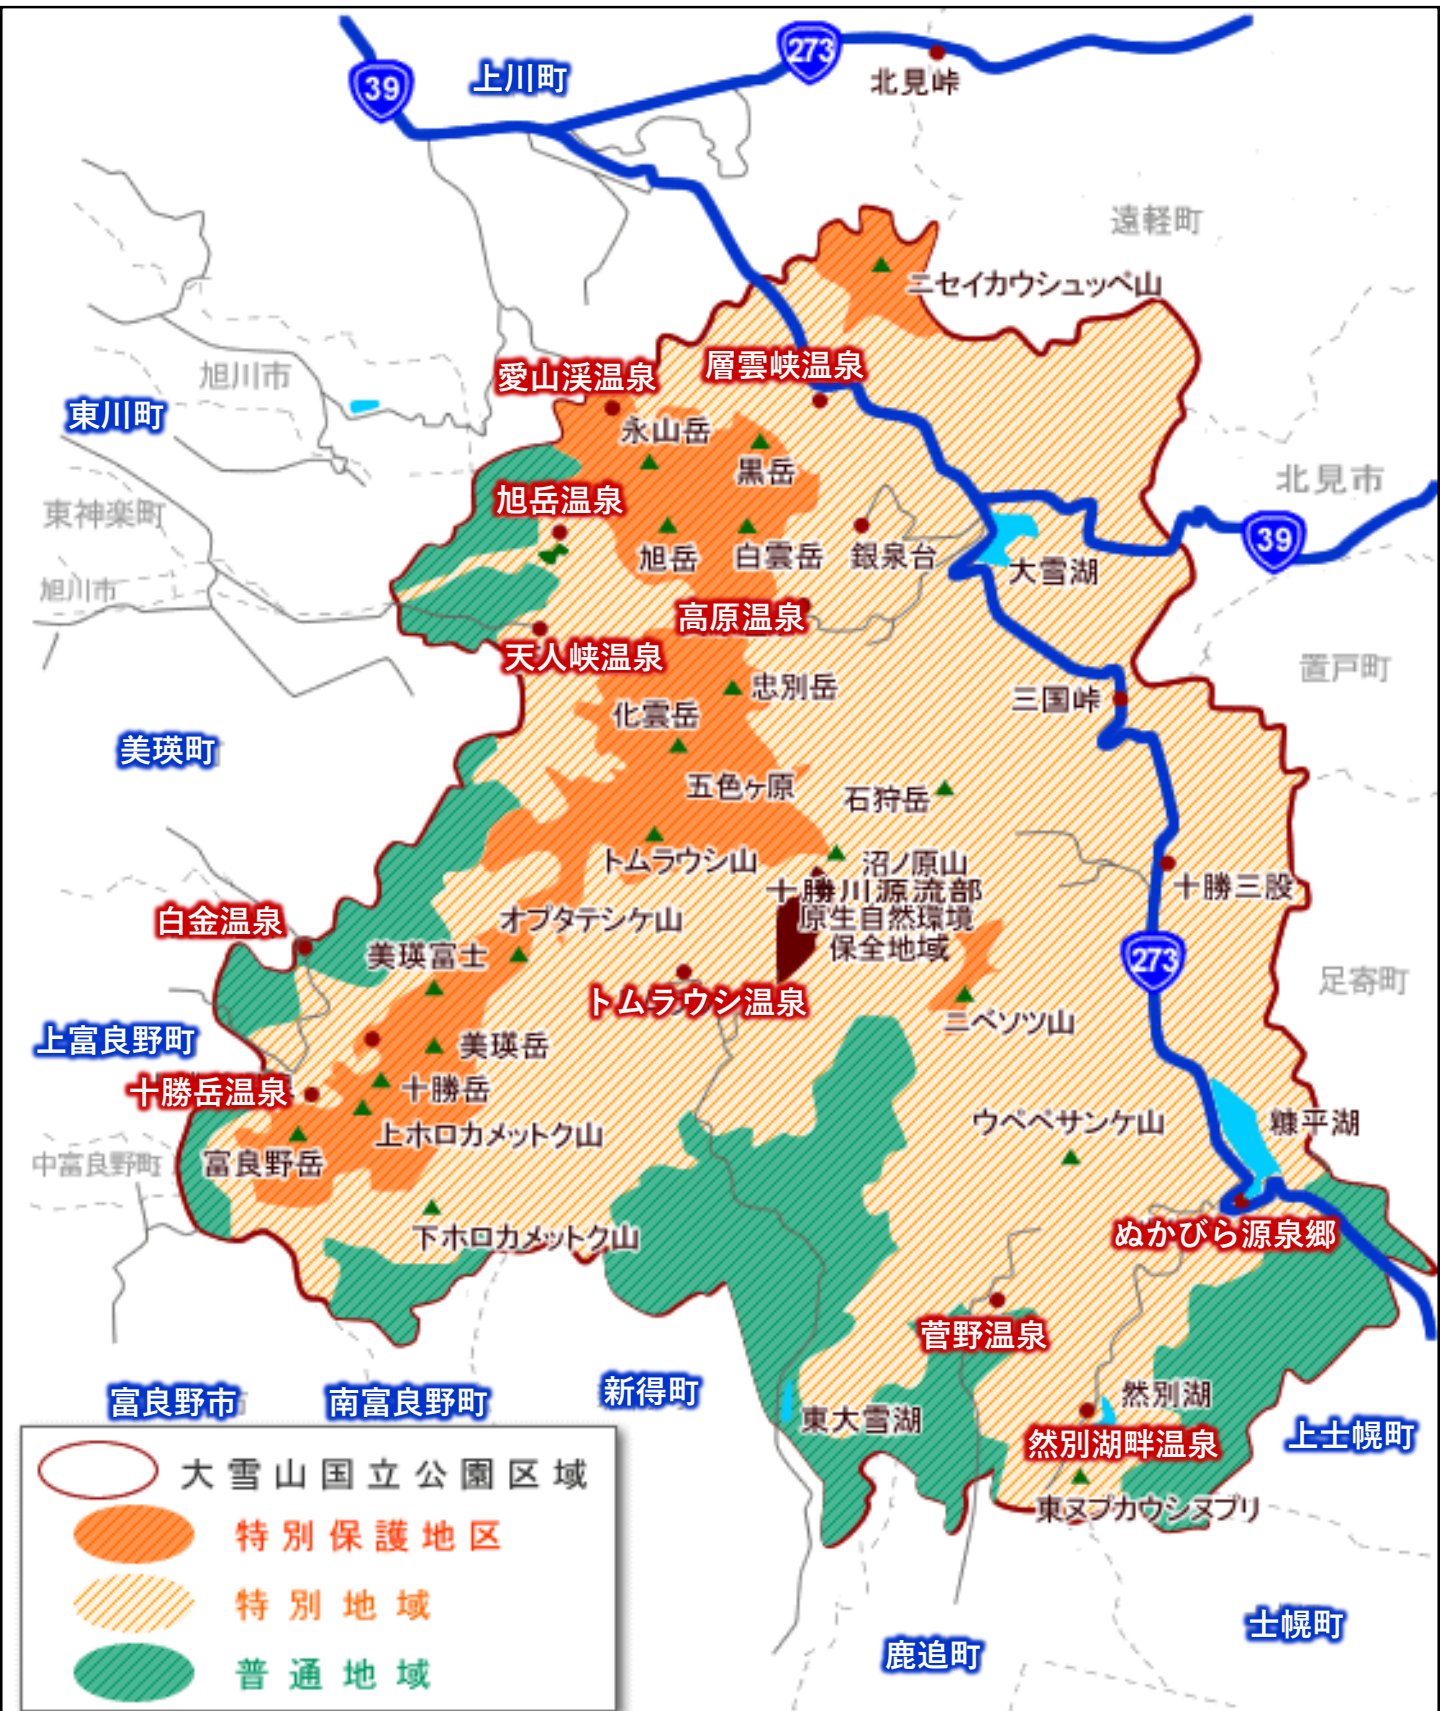 273
39
上川町
北見峠
遠軽町
ニセイカウシュッペ山
層雲峡温泉
愛山渓温泉
旭川市
東川町
永山岳
黒岳
北見市
旭岳温泉
東神楽町
39
旭岳
白雲岳
銀泉台
大雪湖
旭川市
高原温泉
天人峡温泉
置戸町
忠別岳
三国峠
化雲岳
美瑛町
五色ヶ原
石狩岳
トムラウシ山
沼ノ原山
十勝三股
十勝川源流部
原生自然環境
保全地域
オプタテシケ山
白金温泉
美瑛富士
273
足寄町
トムラウシ温泉
ニペソツ山
上富良野町
美瑛岳
十勝岳温泉
十勝岳
ウペペサンケ山
糠平湖
上ホロカメットク山
中富良野町
富良野岳
下ホロカメットク山
ぬかびら源泉郷
菅野温泉
富良野市
南富良野町
新得町
然別湖
東大雪湖
然別湖畔温泉
上士幌町
東ヌプカウシヌプリ
士幌町
鹿追町
大雪山国立公園区域
特別保護地区
特別地域
普通地域